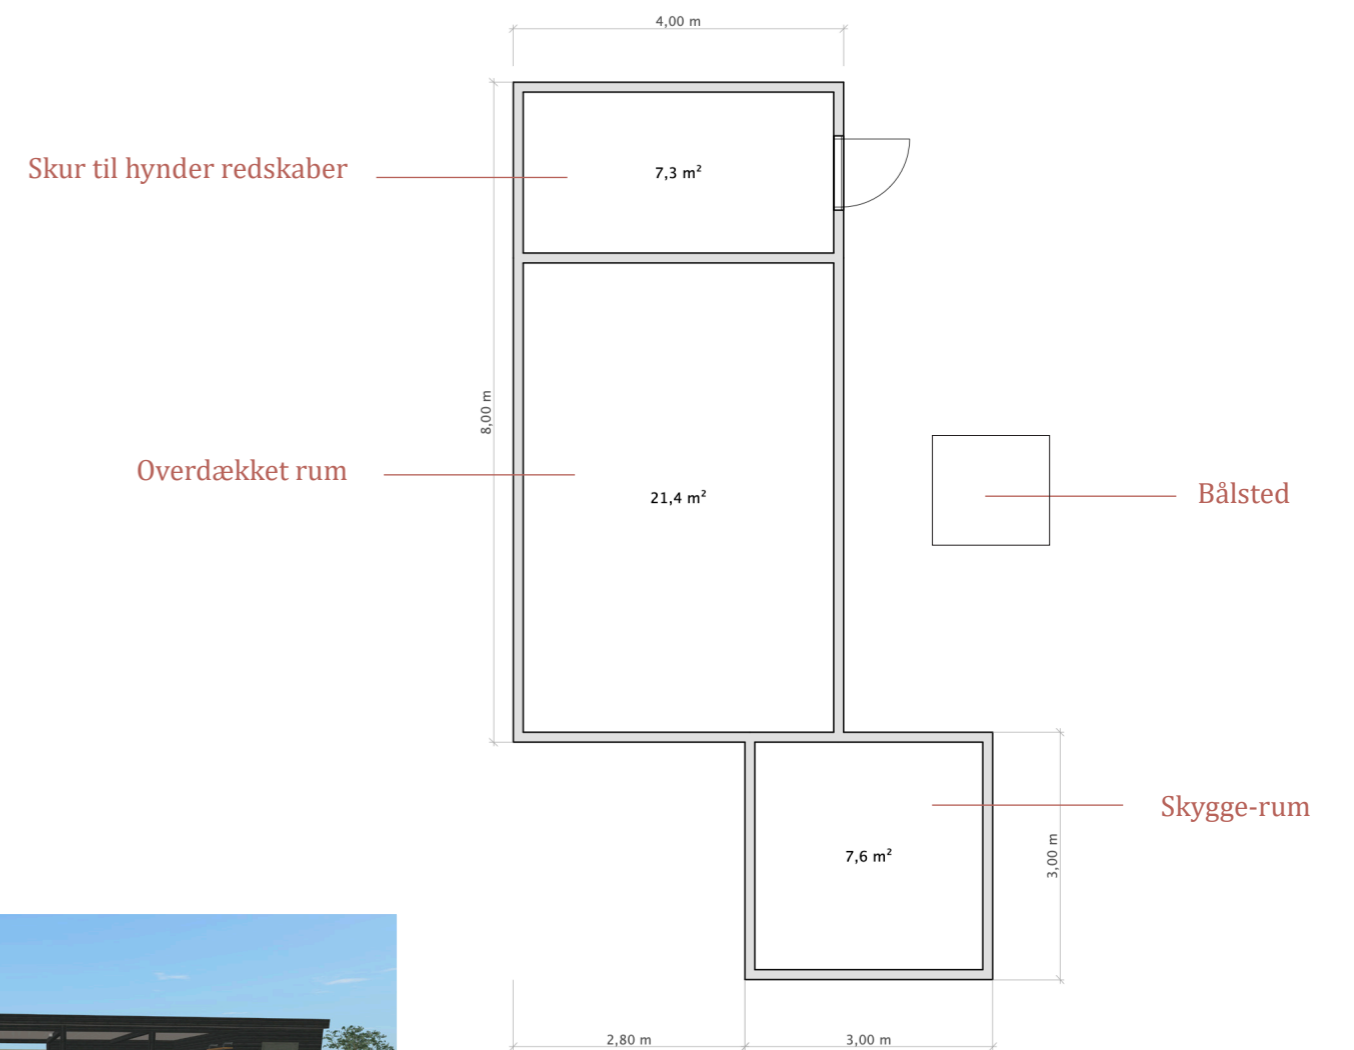 4,00 m
Skur til hynder redskaber
7,3 m²
8,00 m
Overdækket rum
21,4 m²
Bålsted
Skygge-rum
7,6 m²
3,00 m
2,80 m
3,00 m